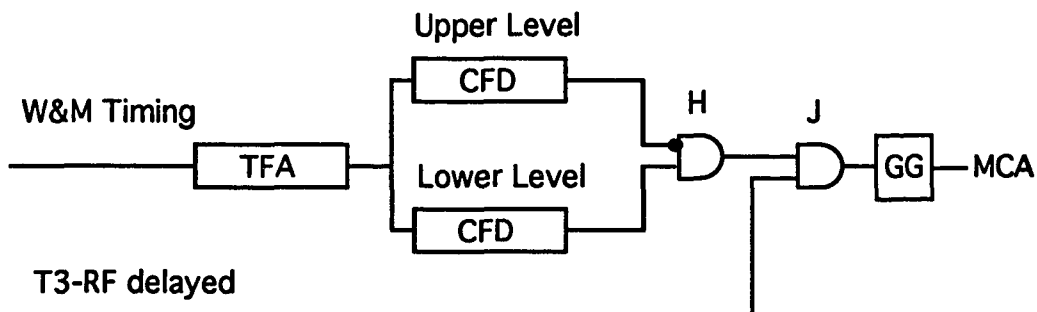 Upper Level
CFD
H
J
W&M Timing
TFA
Lower Level
CFD
GG
MCA
T3-RF delayed